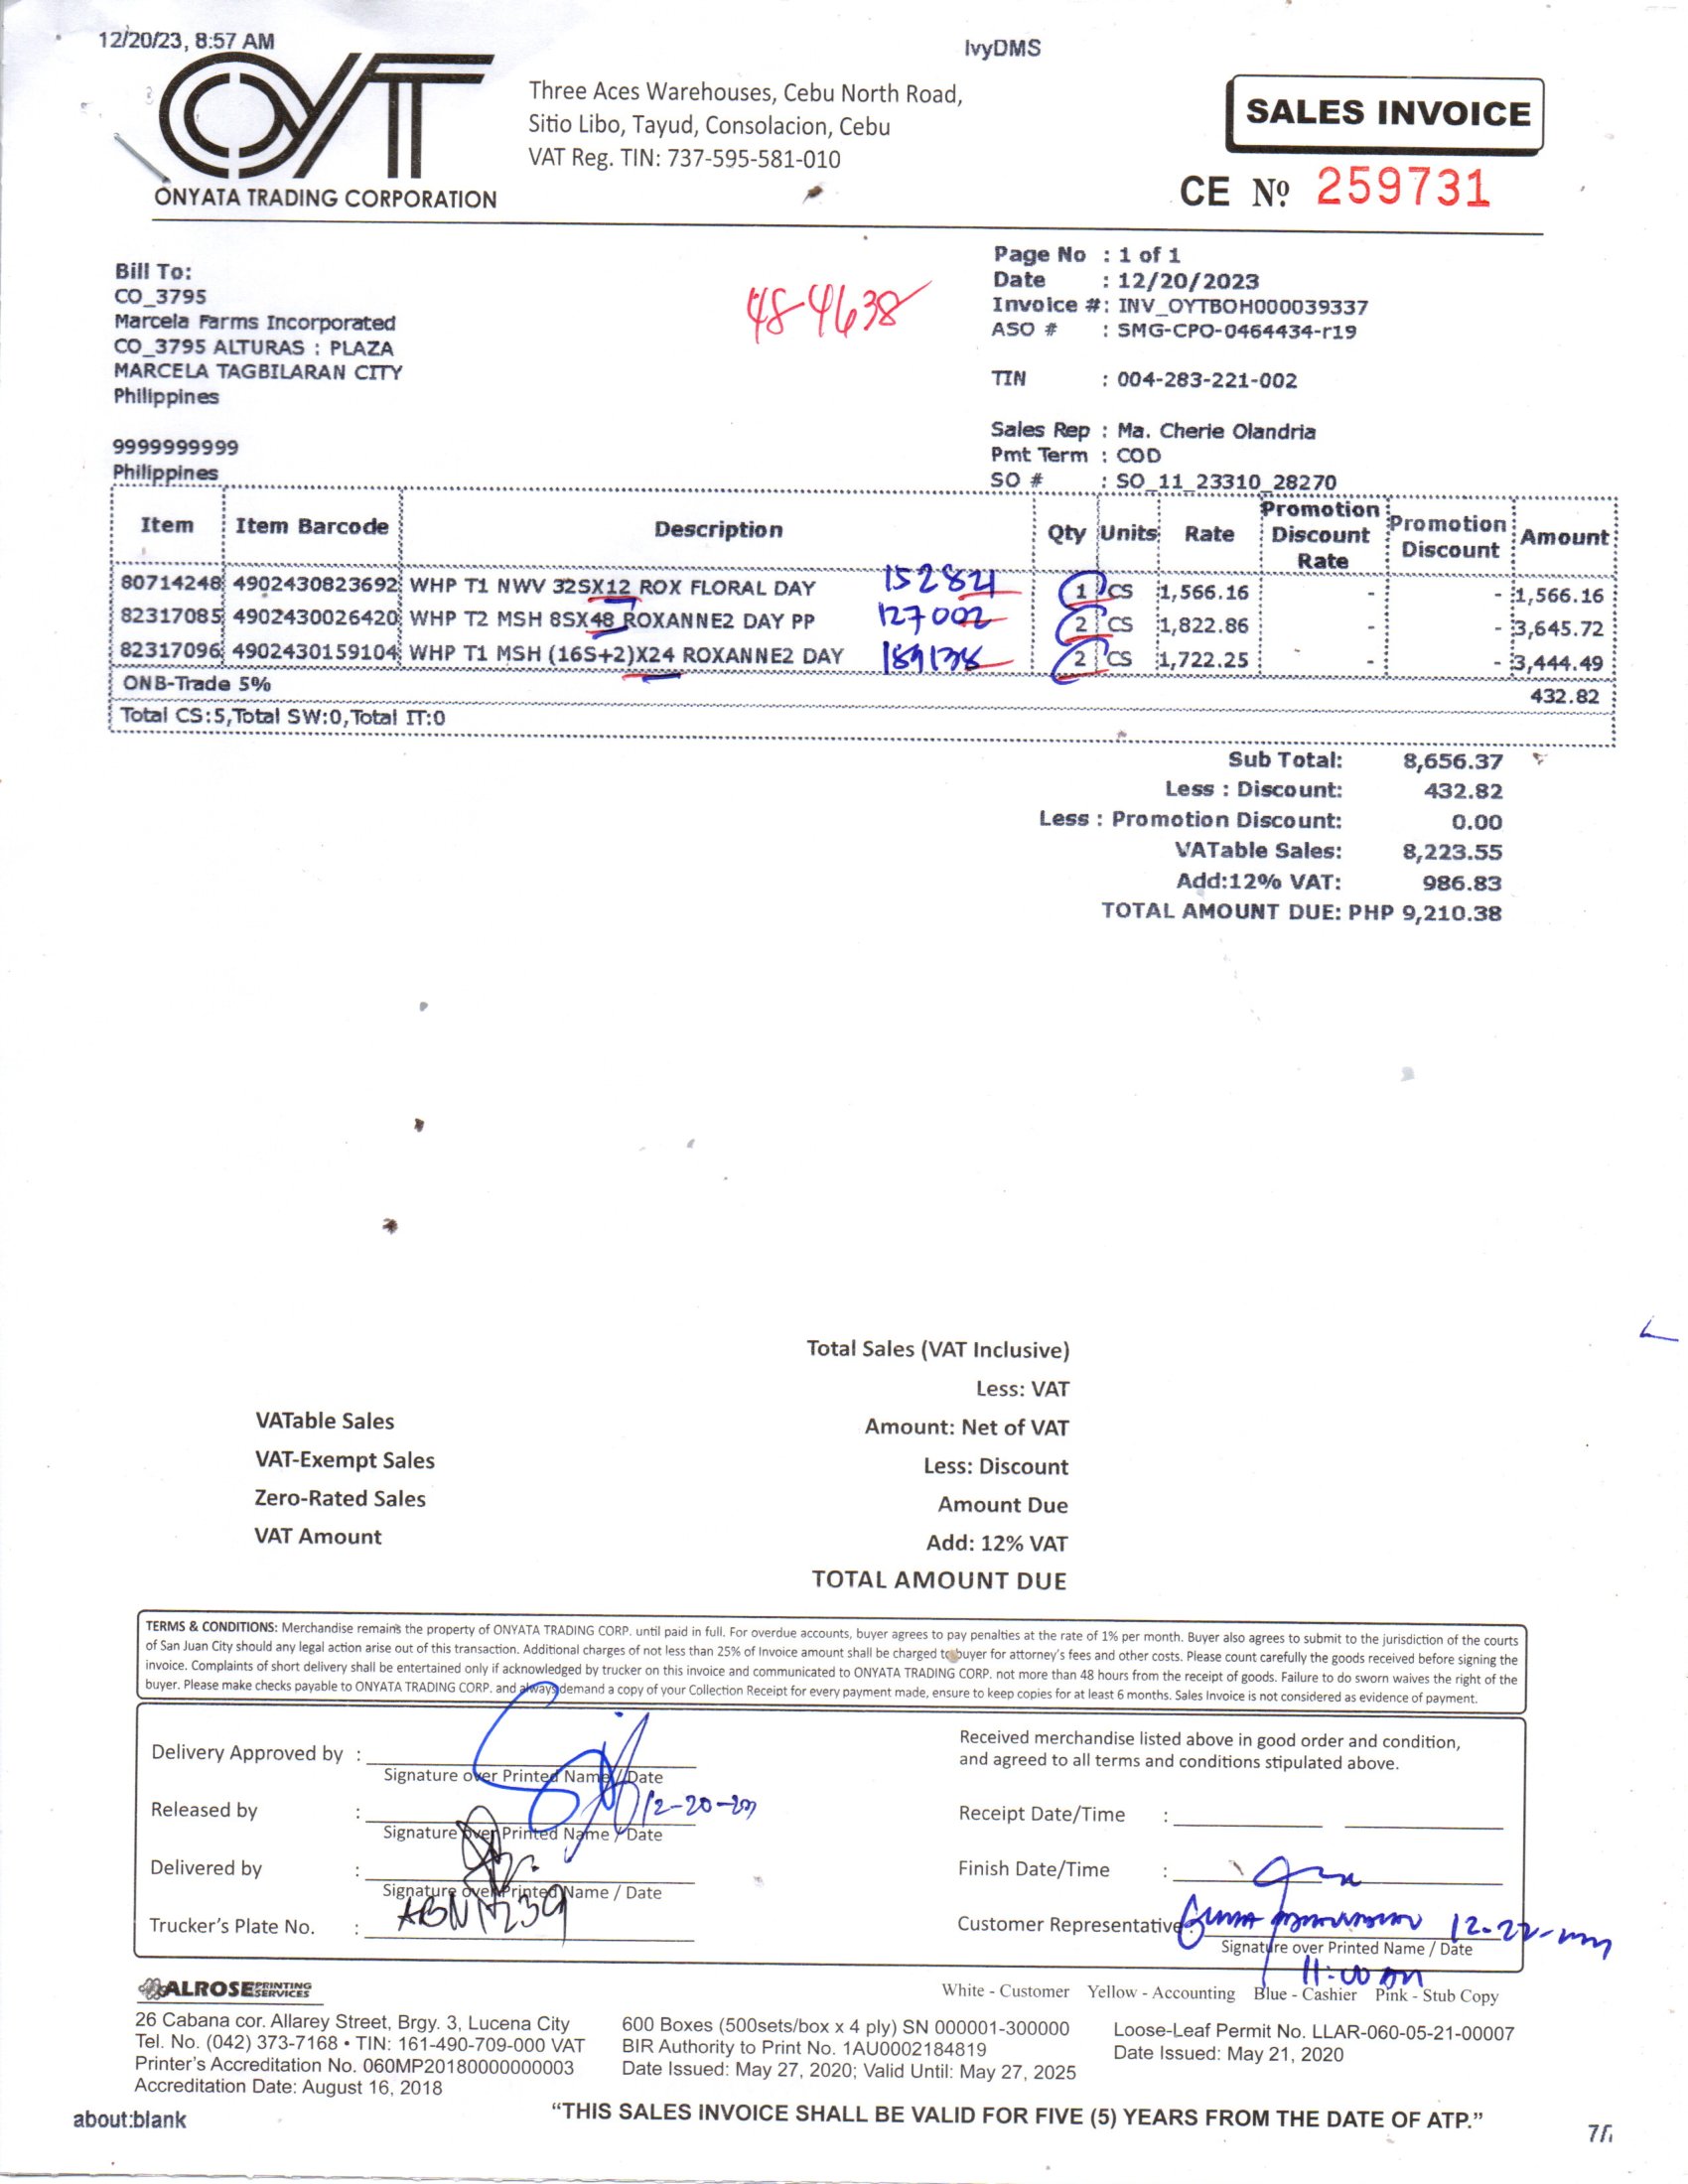 12/20/23, 8:57 AM
IvyDMS
OYT
ONYATA TRADING CORPORATION
Three Aces Warehouses, Cebu North Road,
Sitio Libo, Tayud, Consolacion, Cebu
VAT Reg. TIN: 737-595-581-010
SALES INVOICE
CE Nº 259731
Bill To:
CO_3795
Marcela Farms Incorporated
CO_3795 ALTURAS : PLAZA
MARCELA TAGBILARAN CITY
Philippines
9999999999
Philippines
48-4638
Page No : 1 of 1
Date : 12/20/2023
Invoice #: INV_OYTBOH000039337
ASO # : SMG-CPO-0464434-r19
TIN : 004-283-221-002
Sales Rep : Ma. Cherie Olandria
Pmt Term : COD
SO # : SO_11_23310_28270
Item Item Barcode Description Qty Units Rate Promotion Discount Rate Promotion Discount Amount
80714248 4902430823692 WHP T1 NWV 32SX12 ROX FLORAL DAY 152821 1 CS 1,566.16 - - 1,566.16
82317085 4902430026420 WHP T2 MSH 8SX48 ROXANNE2 DAY PP 127002 2 CS 1,822.86 - - 3,645.72
82317096 4902430159104 WHP T1 MSH (16S+2)X24 ROXANNE2 DAY 189138 2 CS 1,722.25 - - 3,444.49
ONB-Trade 5% 432.82
Total CS:5,Total SW:0,Total IT:0
Sub Total: 8,656.37
Less : Discount: 432.82
Less : Promotion Discount: 0.00
VATable Sales: 8,223.55
Add:12% VAT: 986.83
TOTAL AMOUNT DUE: PHP 9,210.38
Total Sales (VAT Inclusive)
Less: VAT
VATable Sales Amount: Net of VAT
VAT-Exempt Sales Less: Discount
Zero-Rated Sales Amount Due
VAT Amount Add: 12% VAT
TOTAL AMOUNT DUE
TERMS & CONDITIONS: Merchandise remains the property of ONYATA TRADING CORP. until paid in full. For overdue accounts, buyer agrees to pay penalties at the rate of 1% per month. Buyer also agrees to submit to the jurisdiction of the courts
of San Juan City should any legal action arise out of this transaction. Additional charges of not less than 25% of Invoice amount shall be charged to buyer for attorney's fees and other costs. Please count carefully the goods received before signing the
invoice. Complaints of short delivery shall be entertained only if acknowledged by trucker on this invoice and communicated to ONYATA TRADING CORP. not more than 48 hours from the receipt of goods. Failure to do sworn waives the right of the
buyer. Please make checks payable to ONYATA TRADING CORP. and always demand a copy of your Collection Receipt for every payment made, ensure to keep copies for at least 6 months. Sales Invoice is not considered as evidence of payment.
Delivery Approved by :
Signature over Printed Name / Date
Released by : 12-20-23
Signature over Printed Name / Date
Delivered by :
Signature over Printed Name / Date
Trucker's Plate No. :
Received merchandise listed above in good order and condition,
and agreed to all terms and conditions stipulated above.
Receipt Date/Time :
Finish Date/Time :
Customer Representative
Signature over Printed Name / Date
11:00 am
White - Customer Yellow - Accounting Blue - Cashier Pink - Stub Copy
ALROSE PRINTING SERVICES
26 Cabana cor. Allarey Street, Brgy. 3, Lucena City
Tel. No. (042) 373-7168 • TIN: 161-490-709-000 VAT
Printer's Accreditation No. 060MP20180000000003
Accreditation Date: August 16, 2018
600 Boxes (500sets/box x 4 ply) SN 000001-300000
BIR Authority to Print No. 1AU0002184819
Date Issued: May 27, 2020; Valid Until: May 27, 2025
Loose-Leaf Permit No. LLAR-060-05-21-00007
Date Issued: May 21, 2020
"THIS SALES INVOICE SHALL BE VALID FOR FIVE (5) YEARS FROM THE DATE OF ATP."
about:blank